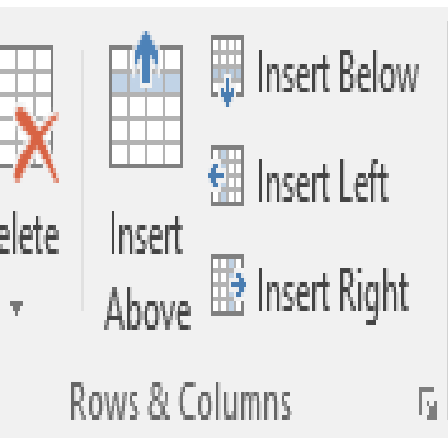 elete
Insert
Above
Insert Below
Insert Left
Insert Right
Rows & Columns